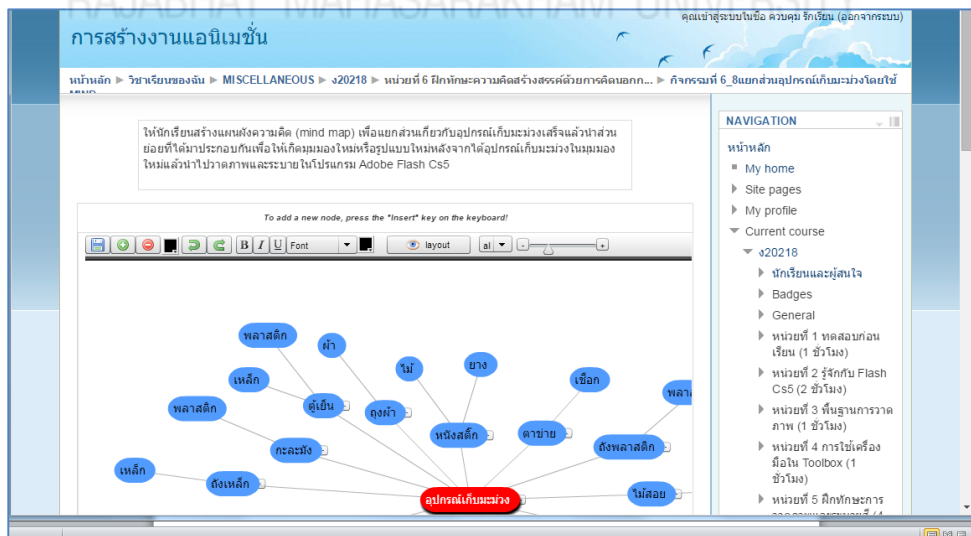 RAJABHAT MAHASARAKHAM UN
คุณเข้าสู่ระบบในชื่อ ควบคุม รักเรียน (ออกจากระบบ)
การสร้างงานแอนิเมชั่น
หน้าหลัก ▶ วิชาเรียนของฉัน ▶ MISCELLANEOUS ▶ ง20218 ▶ หน่วยที่ 6 ฝึกทักษะความคิดสร้างสรรค์ด้วยการคิดนอกก... ▶ กิจกรรมที่ 6_8แยกส่วนอุปกรณ์เก็บมะม่วงโดยใช้
MIND
ให้นักเรียนสร้างแผนผังความคิด (mind map) เพื่อแยกส่วนเกี่ยวกับอุปกรณ์เก็บมะม่วงเสร็จแล้วนำส่วน
ย่อยที่ได้มาประกอบกันเพื่อให้เกิดมุมมองใหม่หรือรูปแบบใหม่หลังจากได้อุปกรณ์เก็บมะม่วงในมุมมอง
ใหม่แล้วนำไปวาดภาพและระบายในโปรแกรม Adobe Flash Cs5
To add a new node, press the "Insert" key on the keyboard!
B I U Font layout al - +
พลาสติก
ผ้า
ไม้
ยาง
เชือก
เหล็ก
พลา
พลาสติก
ตู้เย็น
ถุงผ้า
หนังสติ๊ก
ตาข่าย
ถังพลาสติก
กะละมัง
เหล็ก
ถังเหล็ก
อุปกรณ์เก็บมะม่วง
ไม้สอย
NAVIGATION
หน้าหลัก
My home
Site pages
My profile
Current course
ง20218
นักเรียนและผู้สนใจ
Badges
General
หน่วยที่ 1 ทดสอบก่อน
เรียน (1 ชั่วโมง)
หน่วยที่ 2 รู้จักกับ Flash
Cs5 (2 ชั่วโมง)
หน่วยที่ 3 พื้นฐานการวาด
ภาพ (1 ชั่วโมง)
หน่วยที่ 4 การใช้เครื่อง
มือใน Toolbox (1
ชั่วโมง)
หน่วยที่ 5 ฝึกทักษะการ